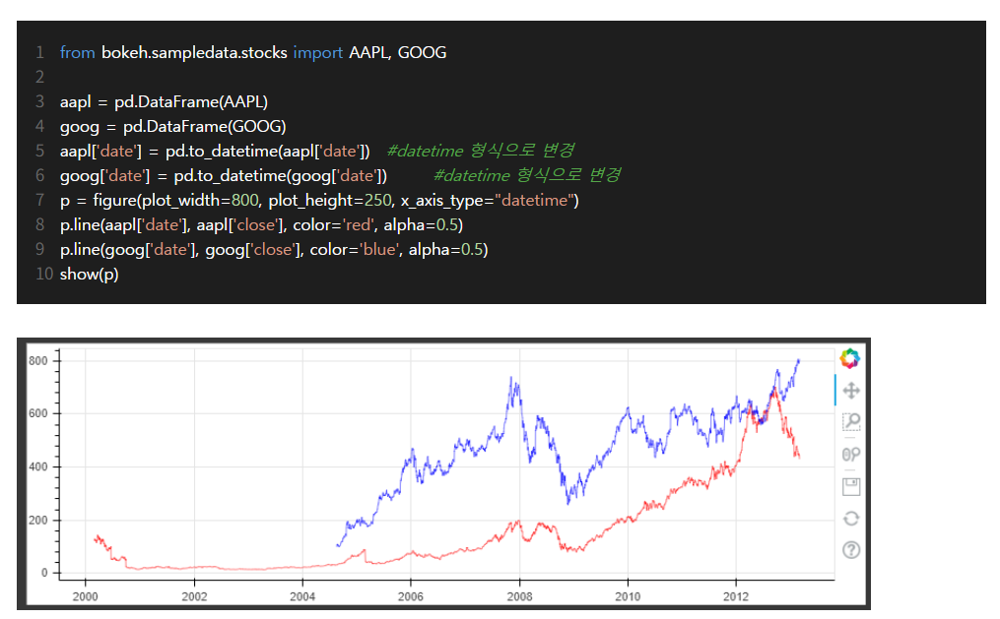 1 from bokeh.sampledata.stocks import AAPL, GOOG
2
3 aapl = pd.DataFrame(AAPL)
4 goog = pd.DataFrame(GOOG)
5 aapl['date'] = pd.to_datetime(aapl['date']) #datetime 형식으로 변경
6 goog['date'] = pd.to_datetime(goog['date']) #datetime 형식으로 변경
7 p = figure(plot_width=800, plot_height=250, x_axis_type="datetime")
8 p.line(aapl['date'], aapl['close'], color='red', alpha=0.5)
9 p.line(goog['date'], goog['close'], color='blue', alpha=0.5)
10 show(p)
800
600
400
200
0
2000 2002 2004 2006 2008 2010 2012